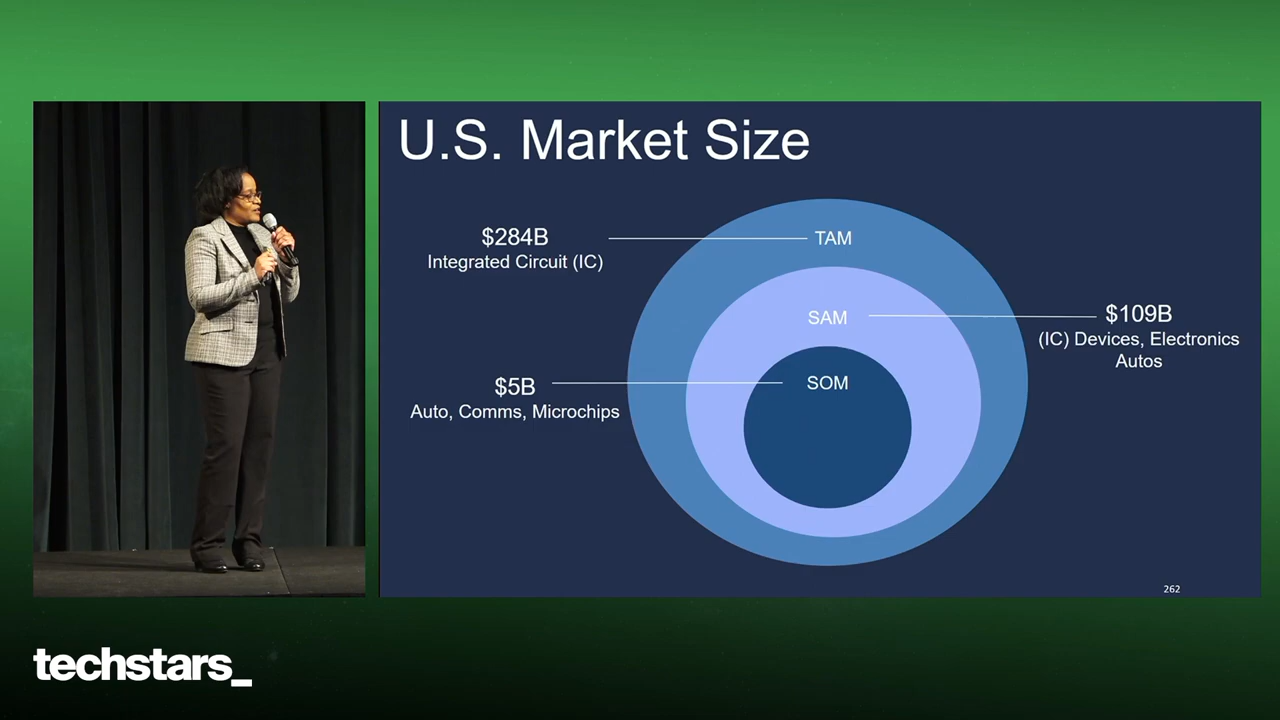 U.S. Market Size
$284B
Integrated Circuit (IC)
TAM
SAM
$109B
(IC) Devices, Electronics
Autos
$5B
Auto, Comms, Microchips
SOM
262
techstars_